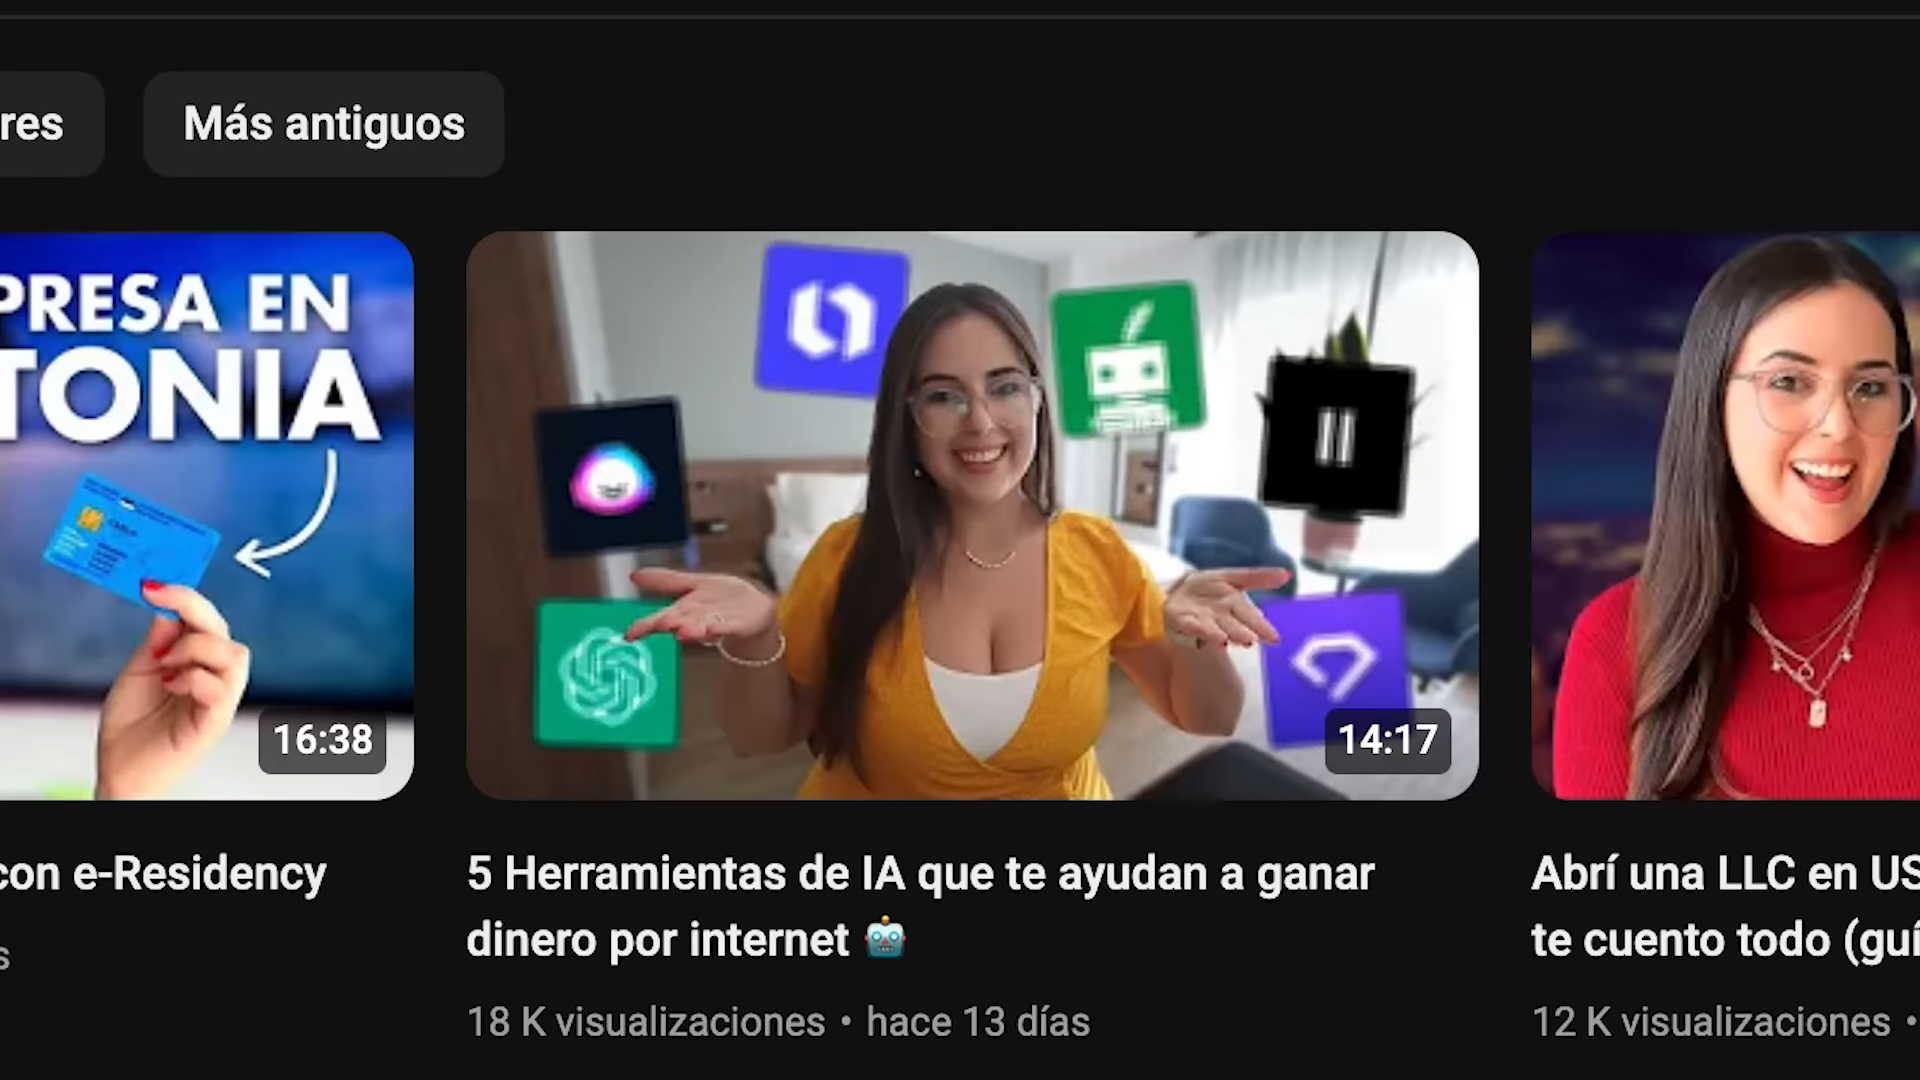 res
Más antiguos
PRESA EN
TONIA
16:38
14:17
con e-Residency
s
5 Herramientas de IA que te ayudan a ganar
dinero por internet 🤖
18 K visualizaciones • hace 13 días
Abrí una LLC en US
te cuento todo (guí
12 K visualizaciones •